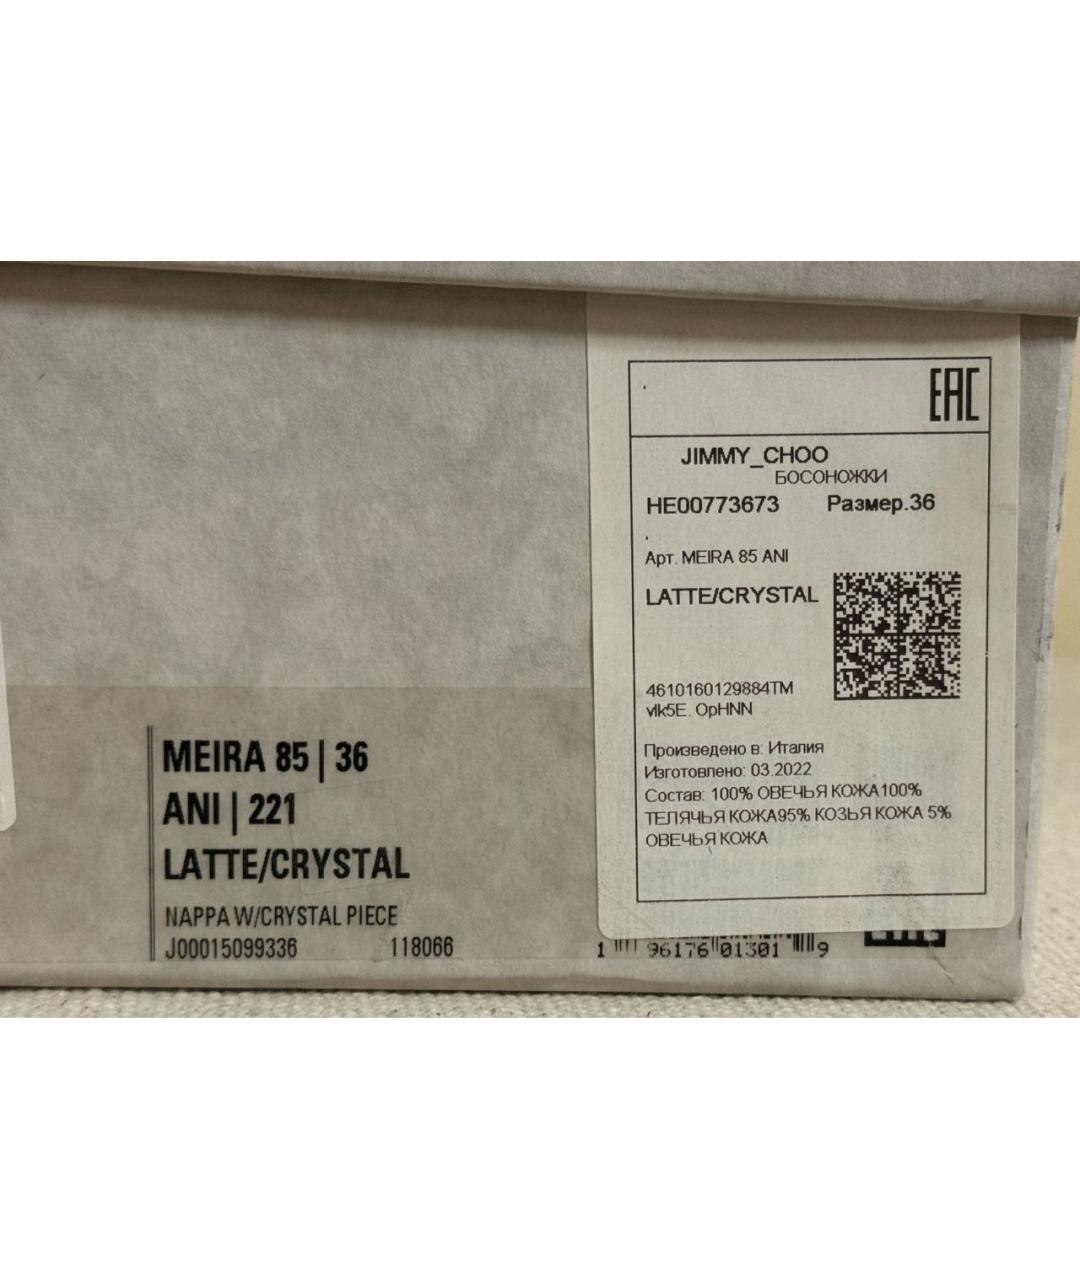 EAC
JIMMY_CHOO
БОСОНОЖКИ
HE00773673 Размер.36
Арт. MEIRA 85 ANI
LATTE/CRYSTAL
4610160129884TM
vlk5E. OpHNN
Произведено в: Италия
Изготовлено: 03.2022
Состав: 100% ОВЕЧЬЯ КОЖА100%
ТЕЛЯЧЬЯ КОЖА95% КОЗЬЯ КОЖА 5%
ОВЕЧЬЯ КОЖА
MEIRA 85 | 36
ANI | 221
LATTE/CRYSTAL
NAPPA W/CRYSTAL PIECE
J00015099336 118066
1 96176 01301 9